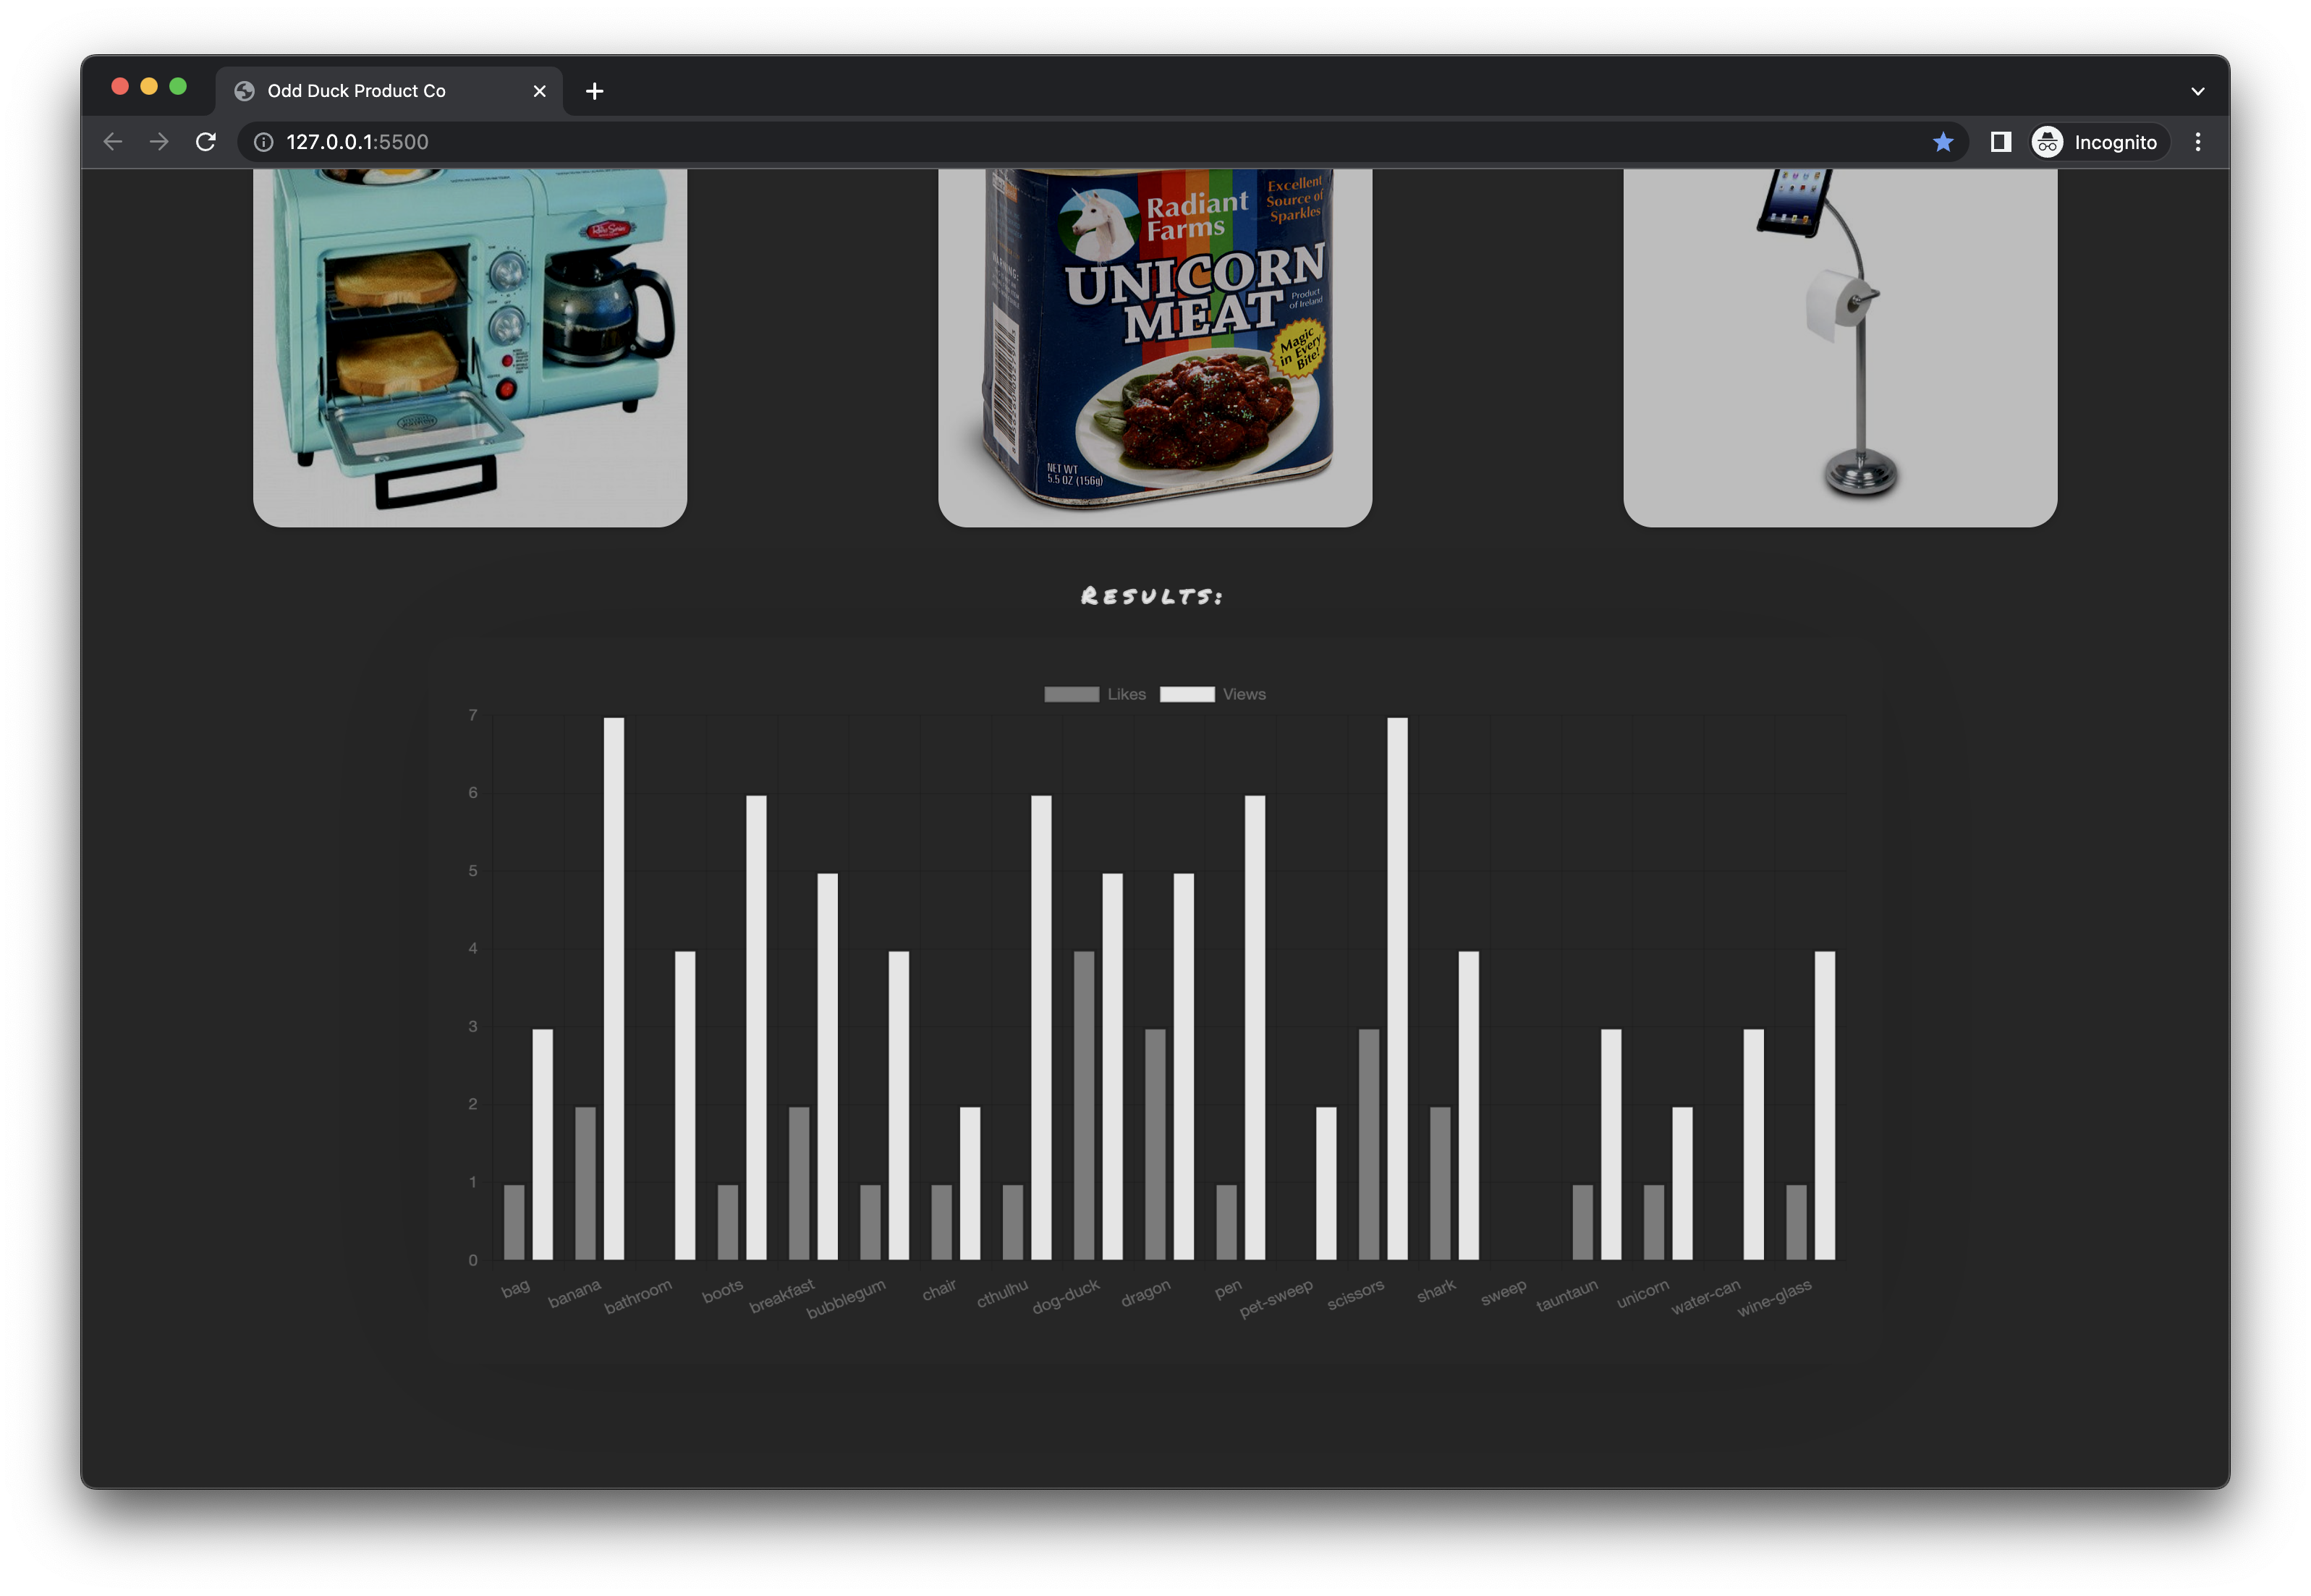 Odd Duck Product Co
127.0.0.1:5500
Incognito
Retro Series
Radiant
Farms
Excellent
Source of
Sparkles
WARNING:
UNICORN
MEAT
Product
of Ireland
Magic
in Every
Bite!
NET WT
5.5 OZ (156g)
Results:
Likes Views
7
6
5
4
3
2
1
0
bag banana bathroom boots breakfast bubblegum chair cthulhu dog-duck dragon pen pet-sweep scissors shark sweep tauntaun unicorn water-can wine-glass